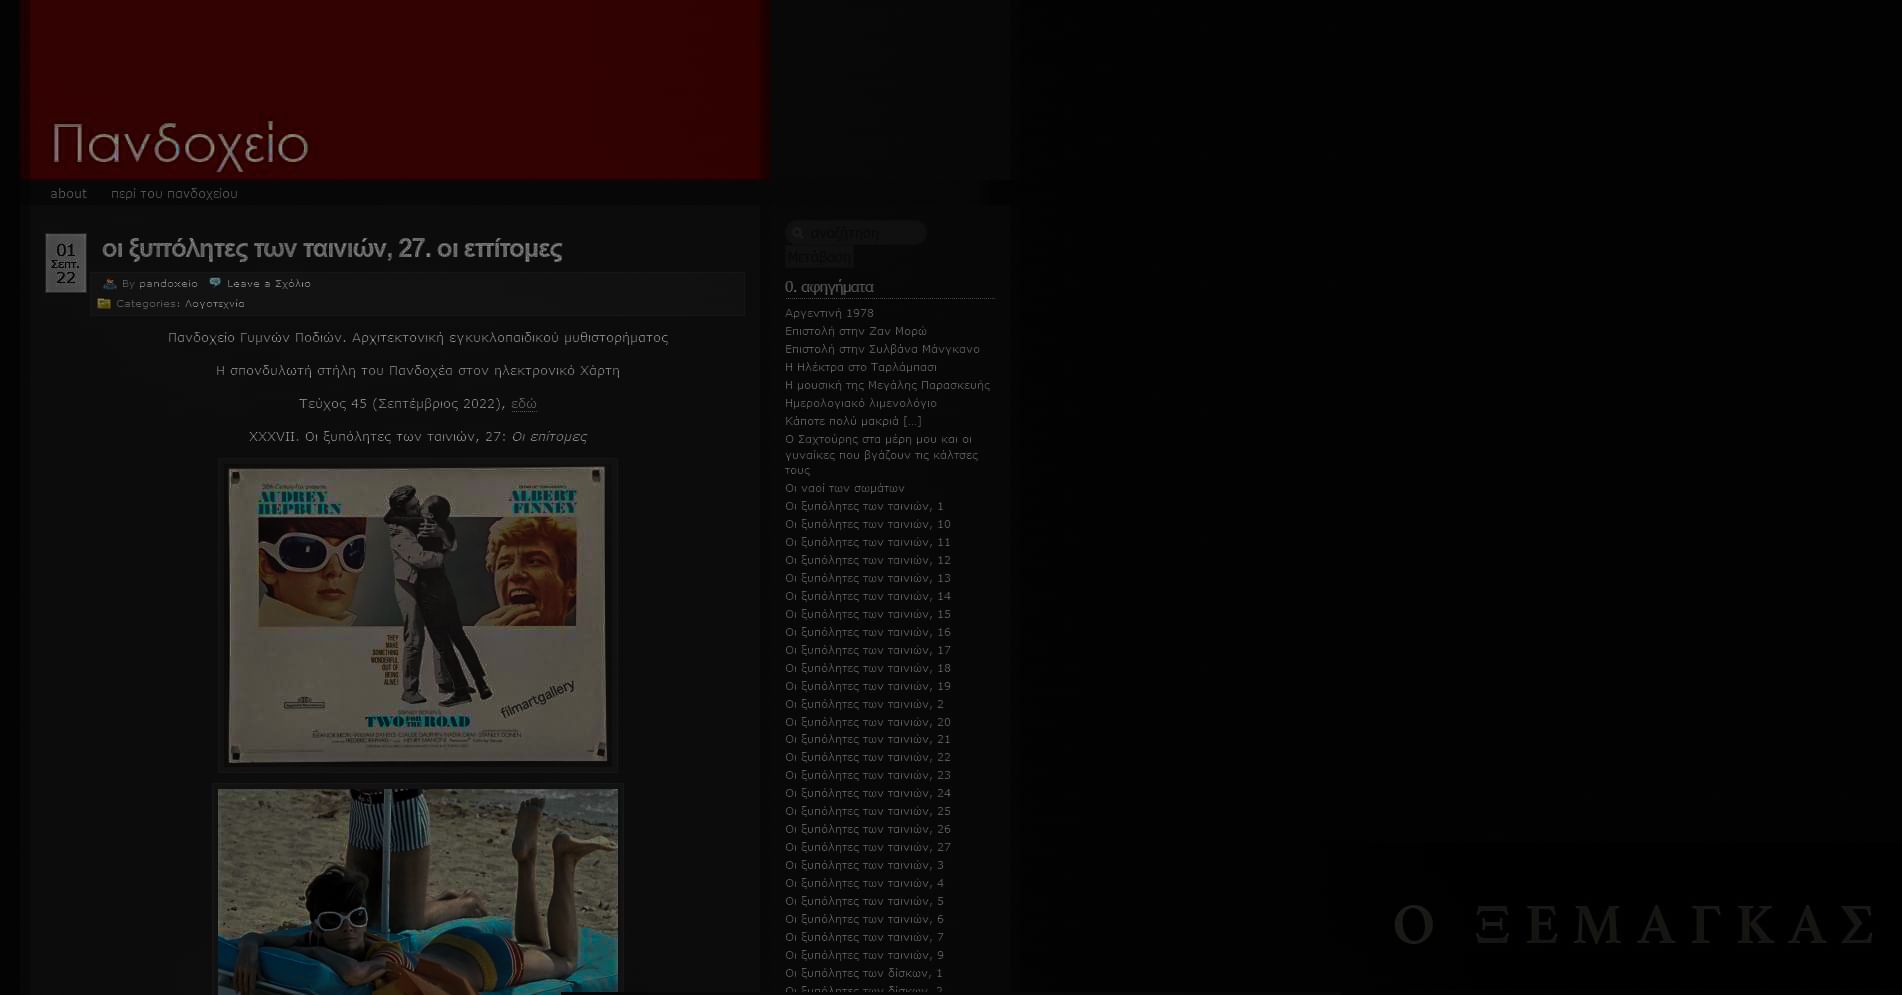 Πανδοχείο
about περί του πανδοχείου
01
Σεπτ.
22
οι ξυπόλητες των ταινιών, 27. οι επίτομες
By pandoxeio Leave a Σχόλιο
Categories: Λογοτεχνία
Πανδοχείο Γυμνών Ποδιών. Αρχιτεκτονική εγκυκλοπαιδικού μυθιστορήματος
Η σπονδυλωτή στήλη του Πανδοχέα στον ηλεκτρονικό Χάρτη
Τεύχος 45 (Σεπτέμβριος 2022), εδώ
XXXVII. Οι ξυπόλητες των ταινιών, 27: Οι επίτομες
AUDREY
HEPBURN
ALBERT
FINNEY
THEY
MAKE
SOMETHING
WONDERFUL
OUT OF
BEING
ALIVE!
filmartgallery
TWO FOR THE ROAD
αναζήτηση
Μετάβαση
0. αφηγήματα
Αργεντινή 1978
Επιστολή στην Ζαν Μορώ
Επιστολή στην Συλβάνα Μάνγκανο
Η Ηλέκτρα στο Ταρλάμπασι
Η μουσική της Μεγάλης Παρασκευής
Ημερολογιακό λιμενολόγιο
Κάποτε πολύ μακριά […]
Ο Σαχτούρης στα μέρη μου και οι
γυναίκες που βγάζουν τις κάλτσες
τους
Οι ναοί των σωμάτων
Οι ξυπόλητες των ταινιών, 1
Οι ξυπόλητες των ταινιών, 10
Οι ξυπόλητες των ταινιών, 11
Οι ξυπόλητες των ταινιών, 12
Οι ξυπόλητες των ταινιών, 13
Οι ξυπόλητες των ταινιών, 14
Οι ξυπόλητες των ταινιών, 15
Οι ξυπόλητες των ταινιών, 16
Οι ξυπόλητες των ταινιών, 17
Οι ξυπόλητες των ταινιών, 18
Οι ξυπόλητες των ταινιών, 19
Οι ξυπόλητες των ταινιών, 2
Οι ξυπόλητες των ταινιών, 20
Οι ξυπόλητες των ταινιών, 21
Οι ξυπόλητες των ταινιών, 22
Οι ξυπόλητες των ταινιών, 23
Οι ξυπόλητες των ταινιών, 24
Οι ξυπόλητες των ταινιών, 25
Οι ξυπόλητες των ταινιών, 26
Οι ξυπόλητες των ταινιών, 27
Οι ξυπόλητες των ταινιών, 3
Οι ξυπόλητες των ταινιών, 4
Οι ξυπόλητες των ταινιών, 5
Οι ξυπόλητες των ταινιών, 6
Οι ξυπόλητες των ταινιών, 7
Οι ξυπόλητες των ταινιών, 9
Οι ξυπόλητες των δίσκων, 1
Οι ξυπόλητες των δίσκων, 2
Ο ΞΕΜΑΓΚΑΣ